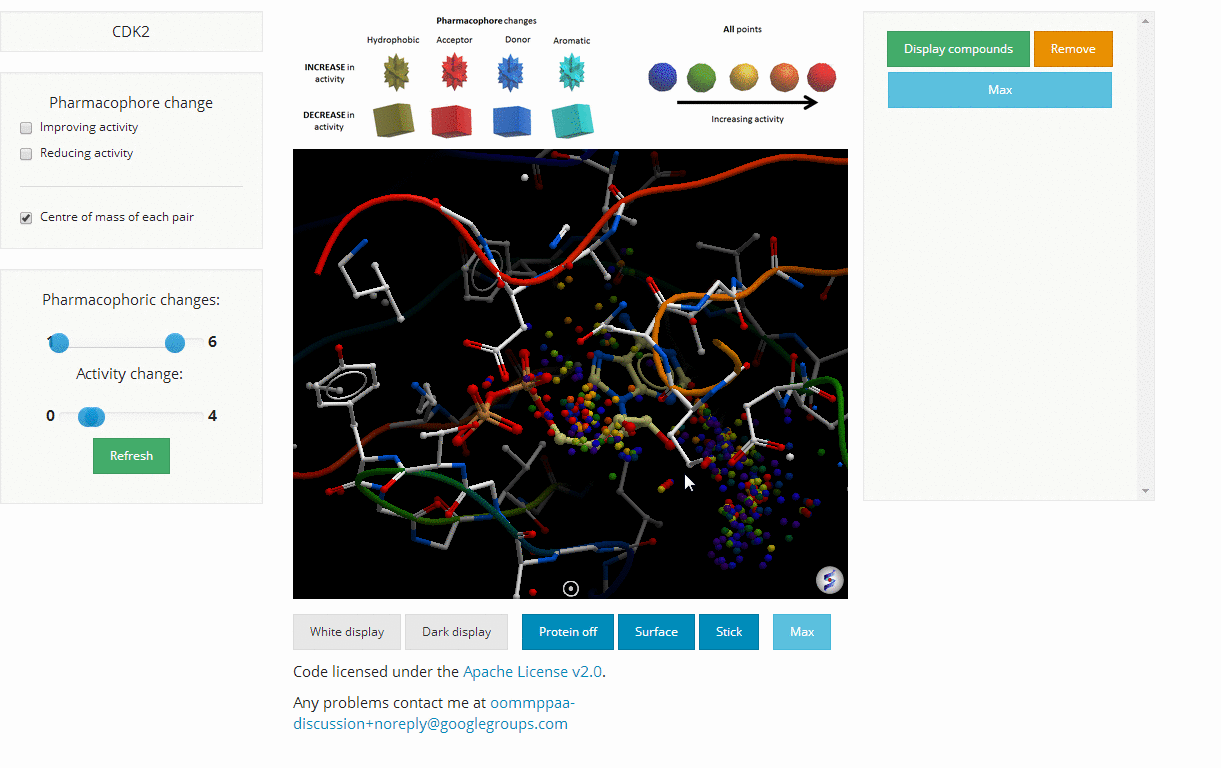 CDK2
Pharmacophore change
Improving activity
Reducing activity
Centre of mass of each pair
Pharmacophoric changes:
1 6
Activity change:
0 4
Refresh
Pharmacophore changes
Hydrophobic Acceptor Donor Aromatic
INCREASE in
activity
DECREASE in
activity
All points
Increasing activity
White display Dark display Protein off Surface Stick Max
Code licensed under the Apache License v2.0.
Any problems contact me at oommppaa-
discussion+noreply@googlegroups.com
Display compounds Remove
Max